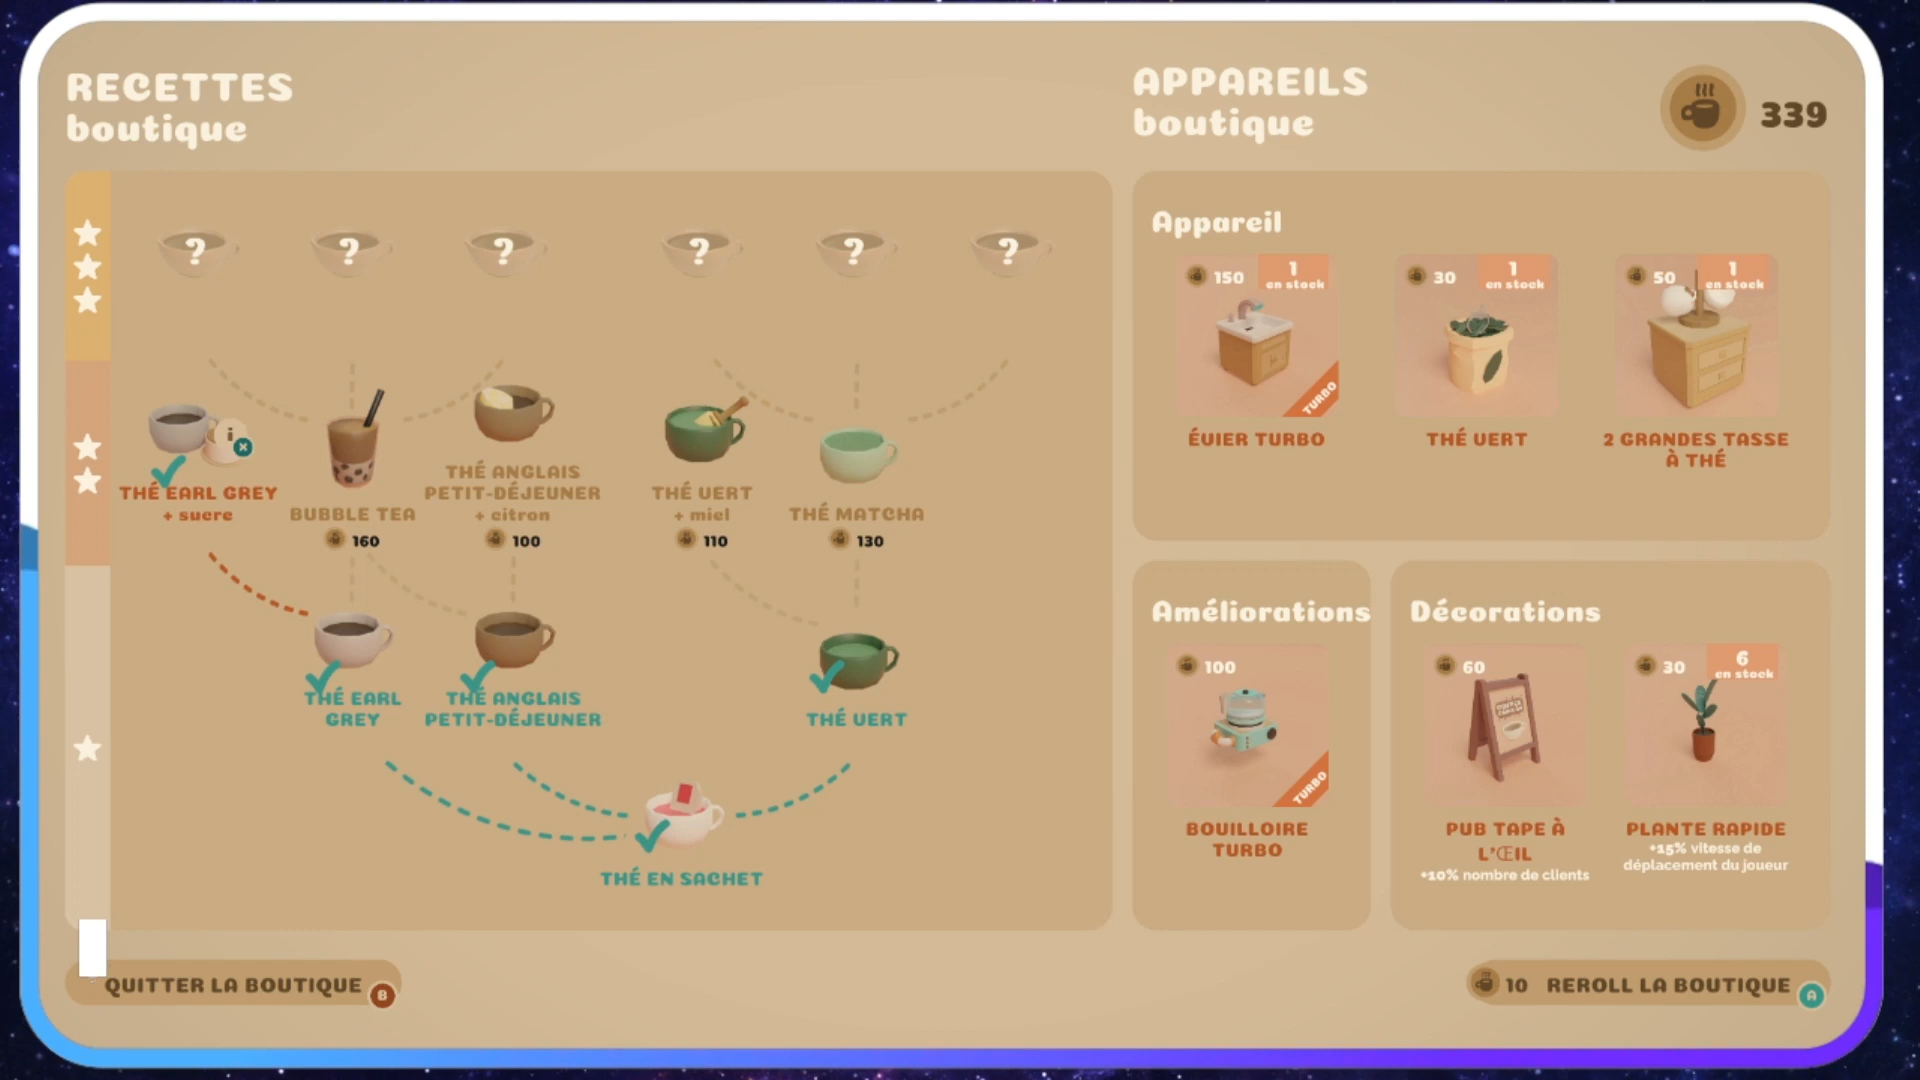 RECETTES
boutique
APPAREILS
boutique
339
?
?
?
?
?
?
i
x
THÉ EARL GREY
+ sucre
BUBBLE TEA
160
THÉ ANGLAIS
PETIT-DÉJEUNER
+ citron
100
THÉ VERT
+ miel
110
THÉ MATCHA
130
THÉ EARL
GREY
THÉ ANGLAIS
PETIT-DÉJEUNER
THÉ VERT
THÉ EN SACHET
QUITTER LA BOUTIQUE
B
Appareil
150
1
en stock
TURBO
ÉVIER TURBO
30
1
en stock
THÉ VERT
50
1
en stock
2 GRANDES TASSE
À THÉ
Améliorations
100
TURBO
BOUILLOIRE
TURBO
Décorations
60
PUB TAPE À
L'ŒIL
+10% nombre de clients
30
6
en stock
PLANTE RAPIDE
+15% vitesse de
déplacement du joueur
10 REROLL LA BOUTIQUE
A